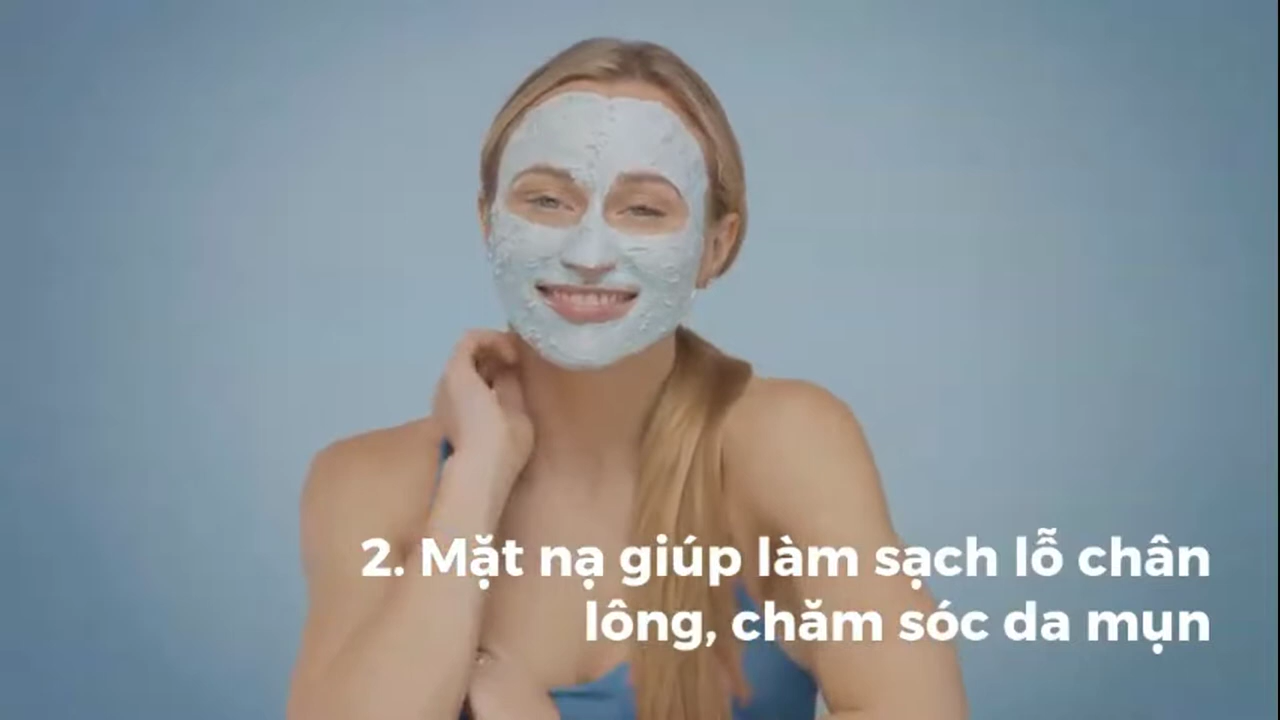 2. Mặt nạ giúp làm sạch lỗ chân
lông, chăm sóc da mụn